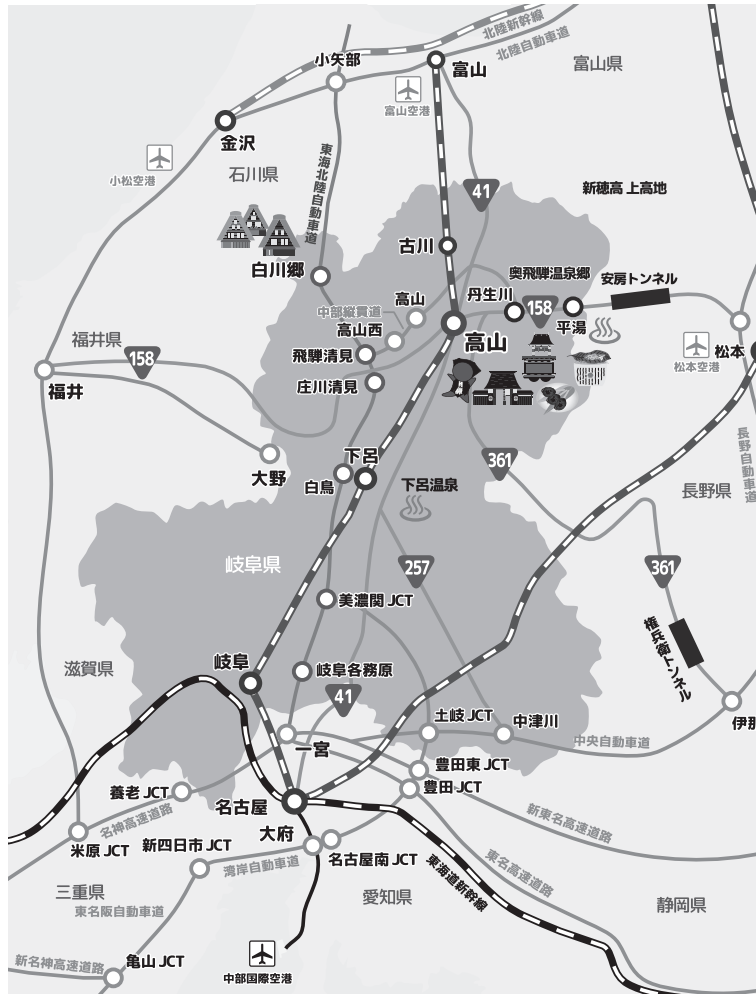 北陸新幹線
北陸自動車道
小矢部
富山
富山県
富山空港
金沢
小松空港
石川県
東海北陸自動車道
41
新穂高 上高地
古川
白川郷
奥飛騨温泉郷
安房トンネル
丹生川
158
平湯
高山
中部縦貫道
高山西
高山
飛騨清見
庄川清見
福井県
158
福井
松本
松本空港
大野
下呂
白鳥
下呂温泉
361
長野自動車道
長野県
岐阜県
257
361
美濃関 JCT
権兵衛トンネル
滋賀県
岐阜
岐阜各務原
41
土岐 JCT
中津川
伊那
中央自動車道
一宮
豊田東 JCT
豊田 JCT
養老 JCT
名古屋
名神高速道路
新東名高速道路
米原 JCT
新四日市 JCT
大府
名古屋南 JCT
湾岸自動車道
東名高速道路
東海道新幹線
三重県
東名阪自動車道
愛知県
静岡県
新名神高速道路
亀山 JCT
中部国際空港